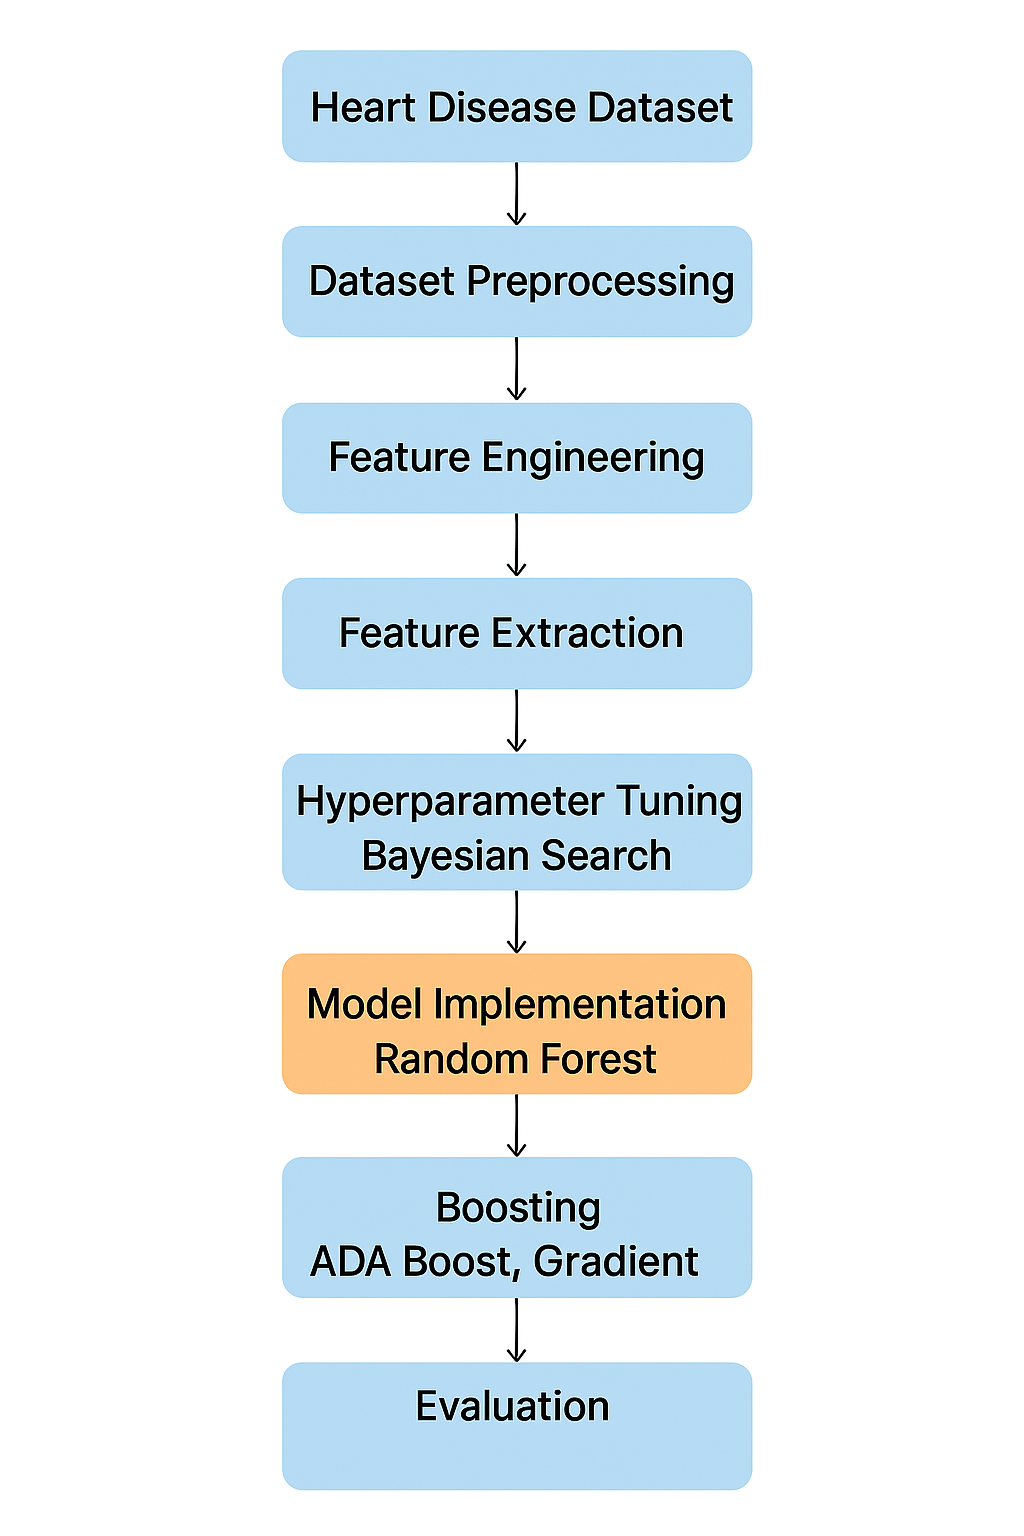 Heart Disease Dataset
Dataset Preprocessing
Feature Engineering
Feature Extraction
Hyperparameter Tuning
Bayesian Search
Model Implementation
Random Forest
Boosting
ADA Boost, Gradient
Evaluation